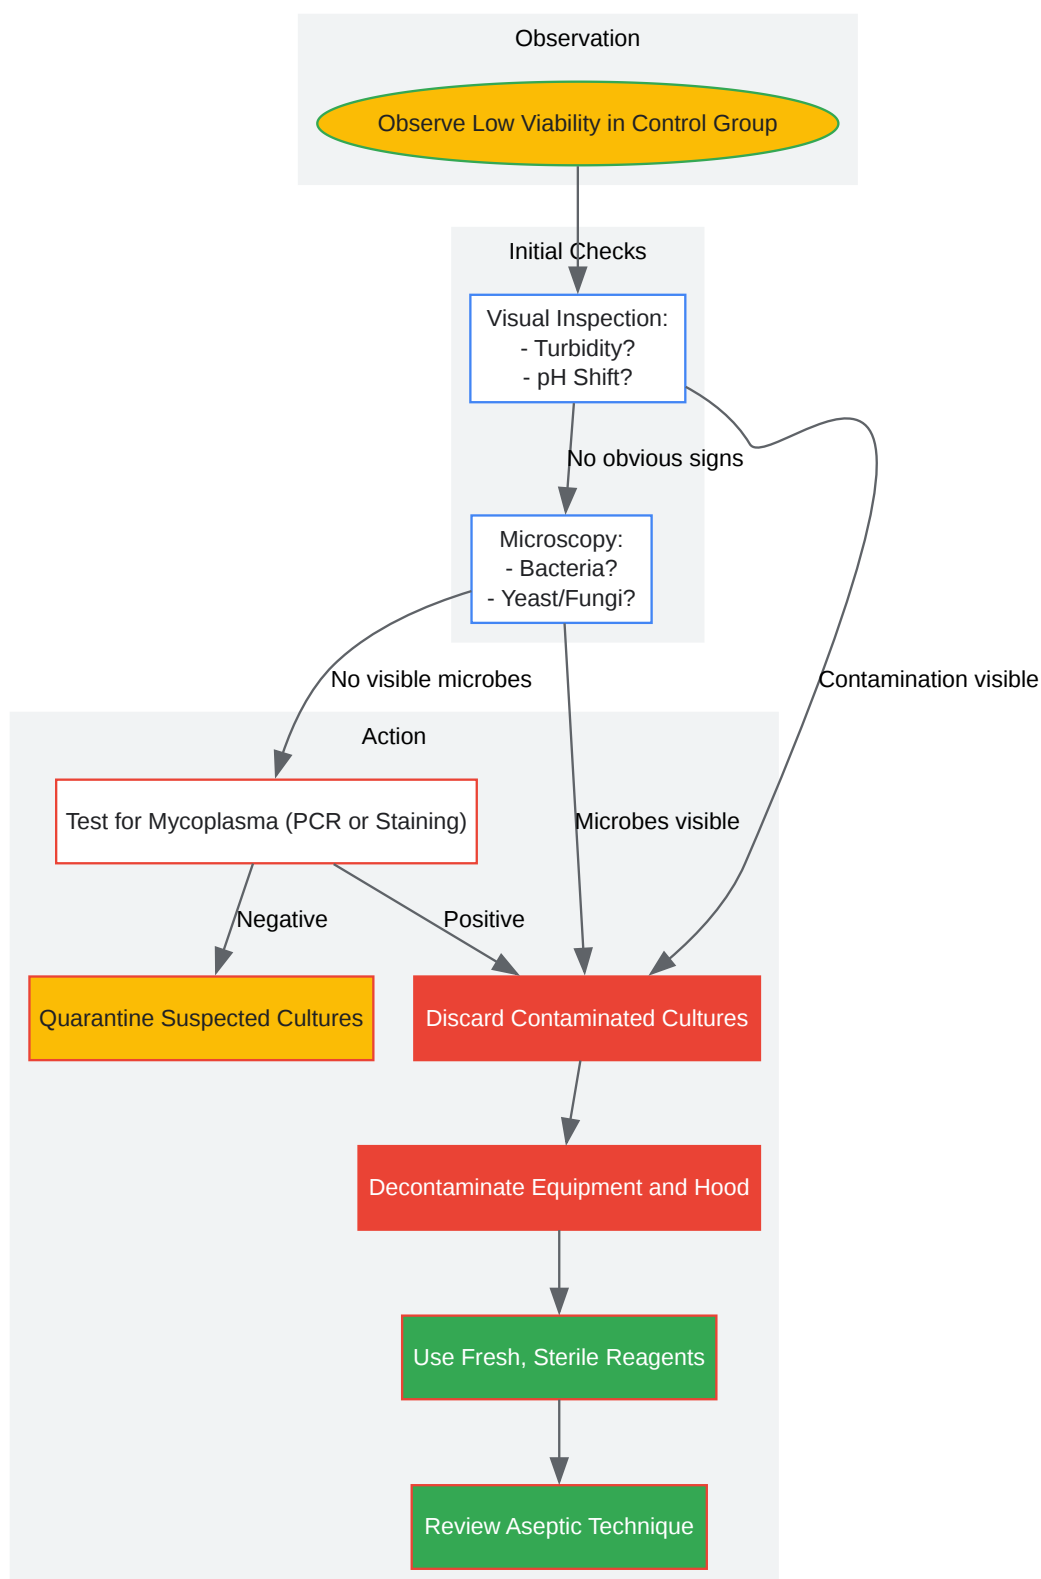 Observation
Observe Low Viability in Control Group
Initial Checks
Visual Inspection:
- Turbidity?
- pH Shift?
No obvious signs
Microscopy:
- Bacteria?
- Yeast/Fungi?
No visible microbes
Contamination visible
Action
Test for Mycoplasma (PCR or Staining)
Microbes visible
Negative
Positive
Quarantine Suspected Cultures
Discard Contaminated Cultures
Decontaminate Equipment and Hood
Use Fresh, Sterile Reagents
Review Aseptic Technique